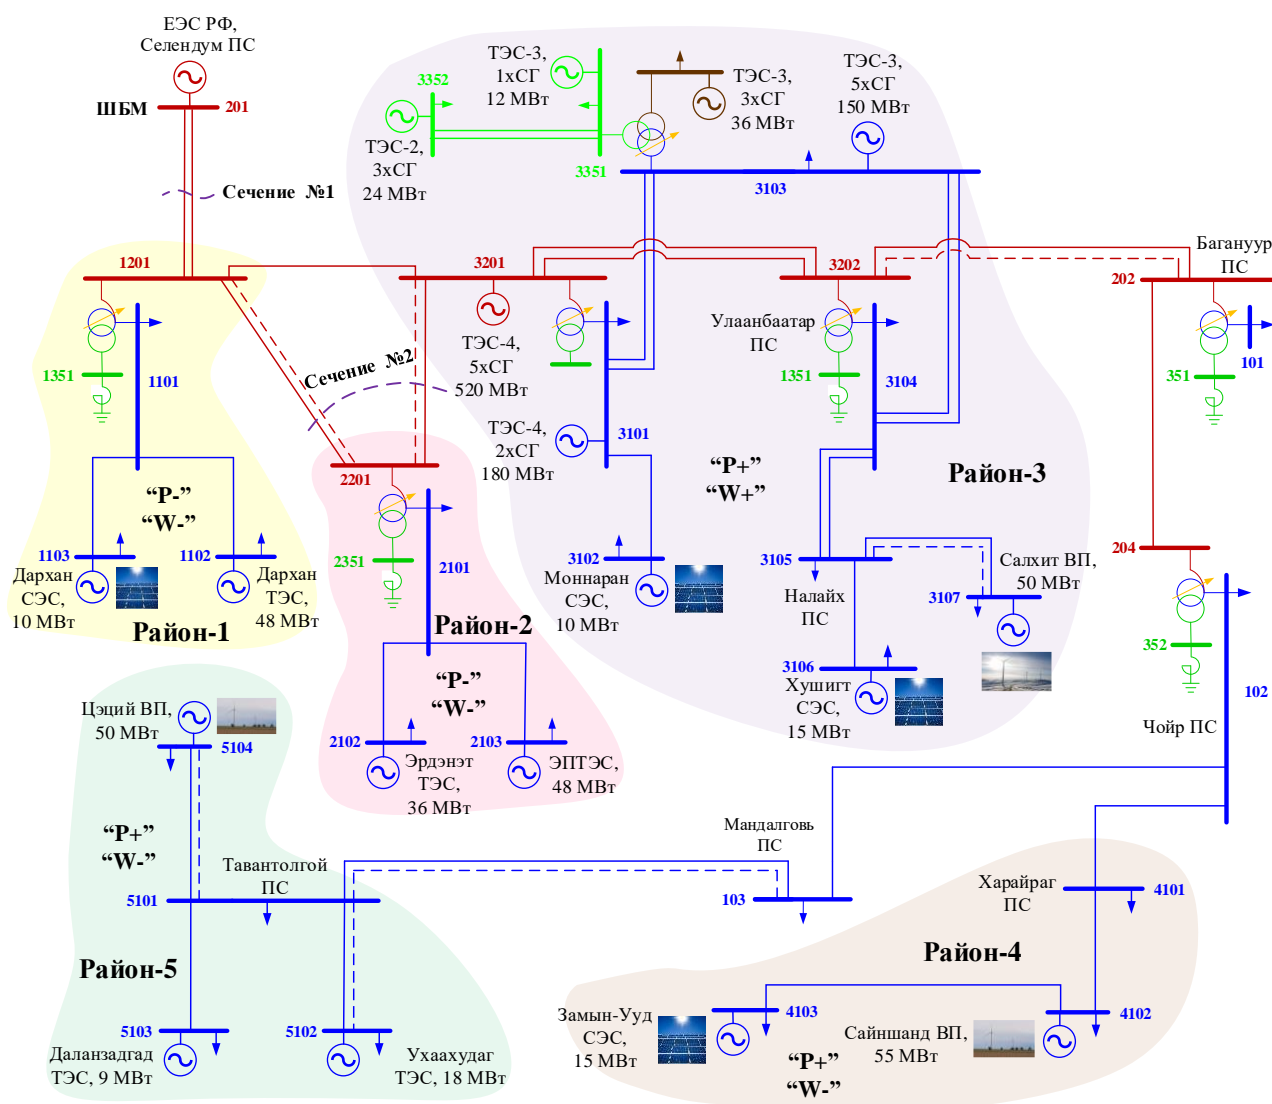 ЕЭС РФ,
Селендум ПС
ШБМ
201
Сечение №1
3352
ТЭС-2,
3хСГ
24 МВт
ТЭС-3,
1хСГ
12 МВт
3351
ТЭС-3,
3хСГ
36 МВт
ТЭС-3,
5хСГ
150 МВт
3103
1201
1351
1101
“P-”
“W-”
1103
Дархан
СЭС,
10 МВт
1102
Дархан
ТЭС,
48 МВт
Район-1
Сечение №2
3201
ТЭС-4,
5хСГ
520 МВт
ТЭС-4,
2хСГ
180 МВт
3101
3102
Моннаран
СЭС,
10 МВт
“P+”
“W+”
Район-3
3202
Улаанбаатар
ПС
1351
3104
3105
Налайх
ПС
Салхит ВП,
50 МВт
3107
3106
Хушигт
СЭС,
15 МВт
Багануур
ПС
202
101
351
204
352
102
Чойр ПС
2201
2351
2101
Район-2
“P-”
“W-”
2102
Эрдэнэт
ТЭС,
36 МВт
2103
ЭПТЭС,
48 МВт
Цэций ВП,
50 МВт
5104
“P+”
“W-”
Тавантолгой
ПС
5101
Район-5
5103
Даланзадгад
ТЭС, 9 МВт
5102
Ухаахудаг
ТЭС, 18 МВт
Мандалговь
ПС
103
Харайраг
ПС
4101
Район-4
Замын-Ууд
СЭС,
15 МВт
4103
Сайншанд ВП,
55 МВт
4102
“P+”
“W-”